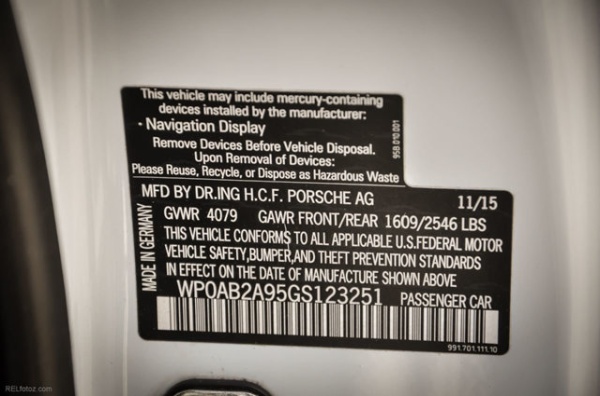 This vehicle may include mercury-containing
devices installed by the manufacturer:
- Navigation Display
Remove Devices Before Vehicle Disposal.
Upon Removal of Devices:
Please Reuse, Recycle, or Dispose as Hazardous Waste
95B 010 001
MFD BY DR.ING H.C.F. PORSCHE AG 11/15
GVWR 4079 GAWR FRONT/REAR 1609/2546 LBS
THIS VEHICLE CONFORMS TO ALL APPLICABLE U.S.FEDERAL MOTOR
VEHICLE SAFETY,BUMPER,AND THEFT PREVENTION STANDARDS
IN EFFECT ON THE DATE OF MANUFACTURE SHOWN ABOVE
WP0AB2A95GS123251 PASSENGER CAR
MADE IN GERMANY
991.701.111.10
RELfotoz.com